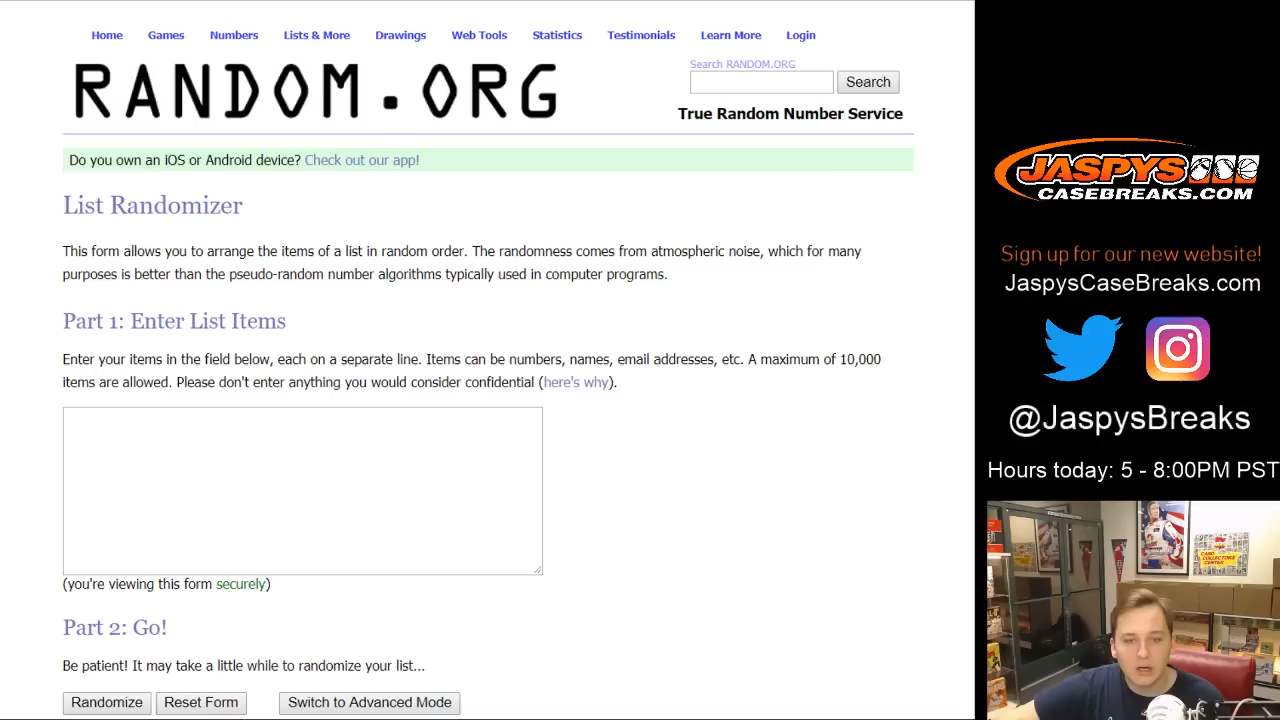 Home Games Numbers Lists & More Drawings Web Tools Statistics Testimonials Learn More Login
RANDOM.ORG
Search RANDOM.ORG
Search
True Random Number Service
Do you own an iOS or Android device? Check out our app!
List Randomizer
This form allows you to arrange the items of a list in random order. The randomness comes from atmospheric noise, which for many
purposes is better than the pseudo-random number algorithms typically used in computer programs.
Part 1: Enter List Items
Enter your items in the field below, each on a separate line. Items can be numbers, names, email addresses, etc. A maximum of 10,000
items are allowed. Please don't enter anything you would consider confidential (here's why).
(you're viewing this form securely)
Part 2: Go!
Be patient! It may take a little while to randomize your list...
Randomize Reset Form Switch to Advanced Mode
JASPYS
CASEBREAKS.COM
Sign up for our new website!
JaspysCaseBreaks.com
@JaspysBreaks
Hours today: 5 - 8:00PM PST